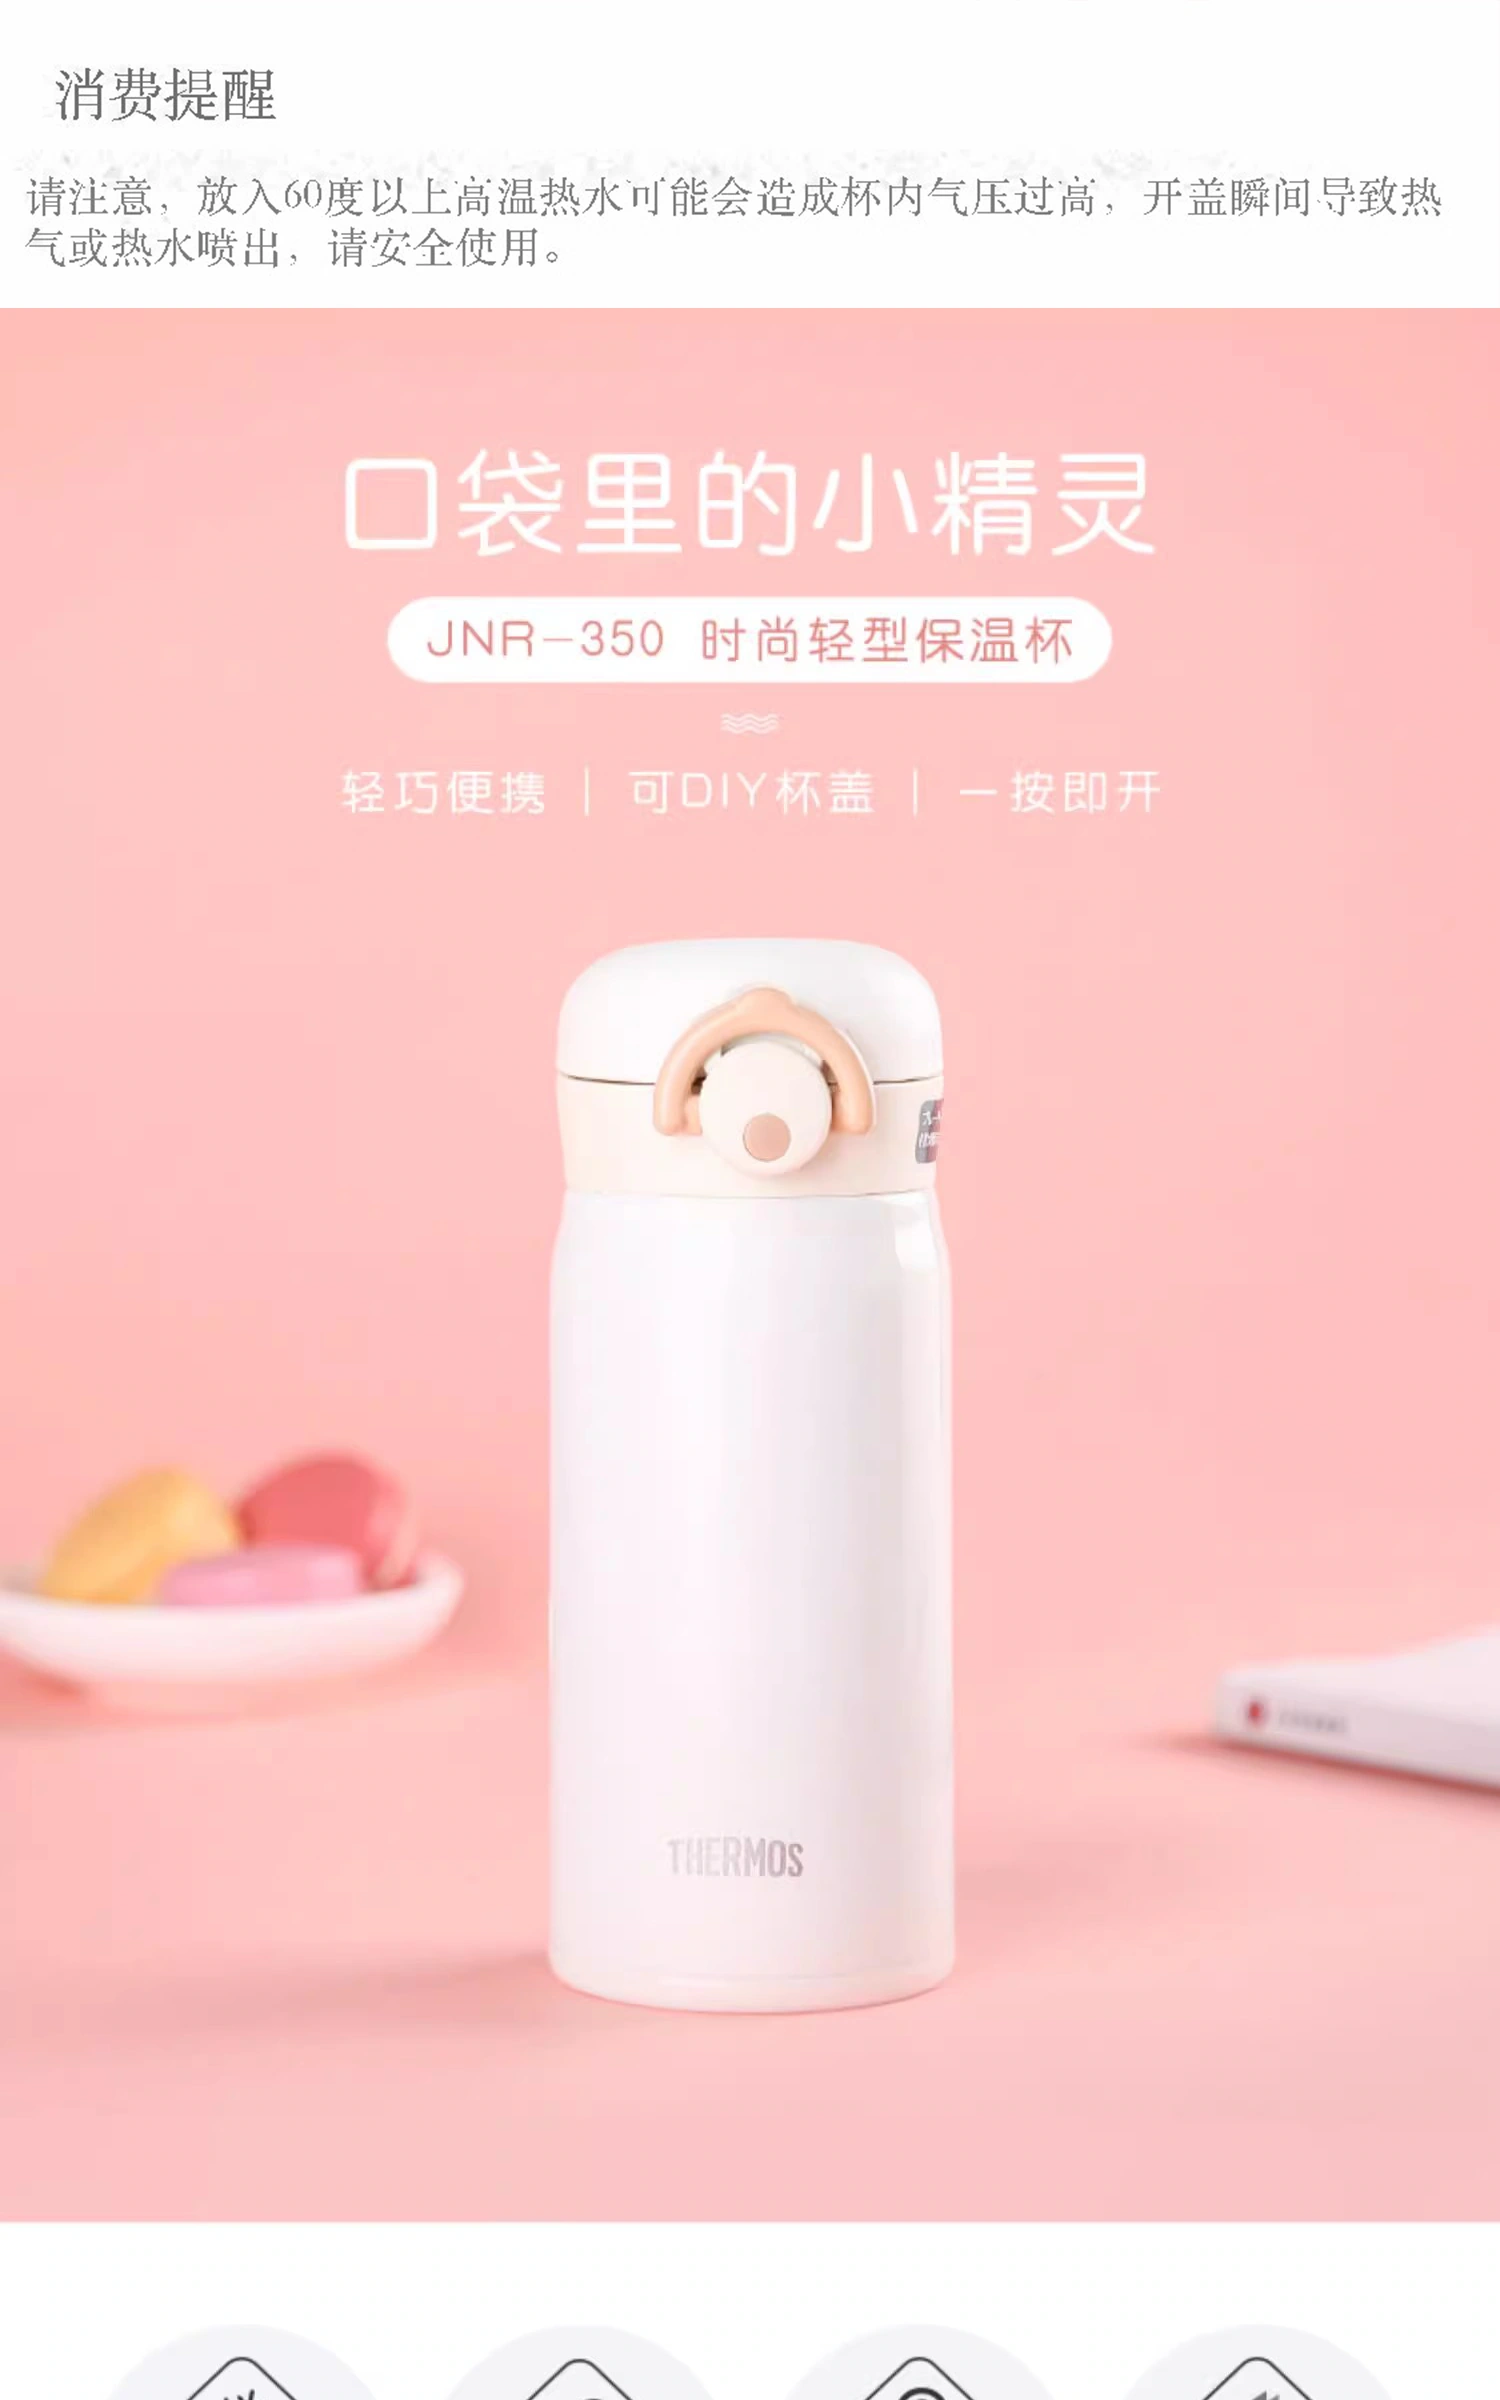 消费提醒
请注意，放入60度以上高温热水可能会造成杯内气压过高，开盖瞬间导致热
气或热水喷出，请安全使用。
口袋里的小精灵
JNR-350 时尚轻型保温杯
轻巧便携 | 可DIY杯盖 | 一按即开
THERMOS